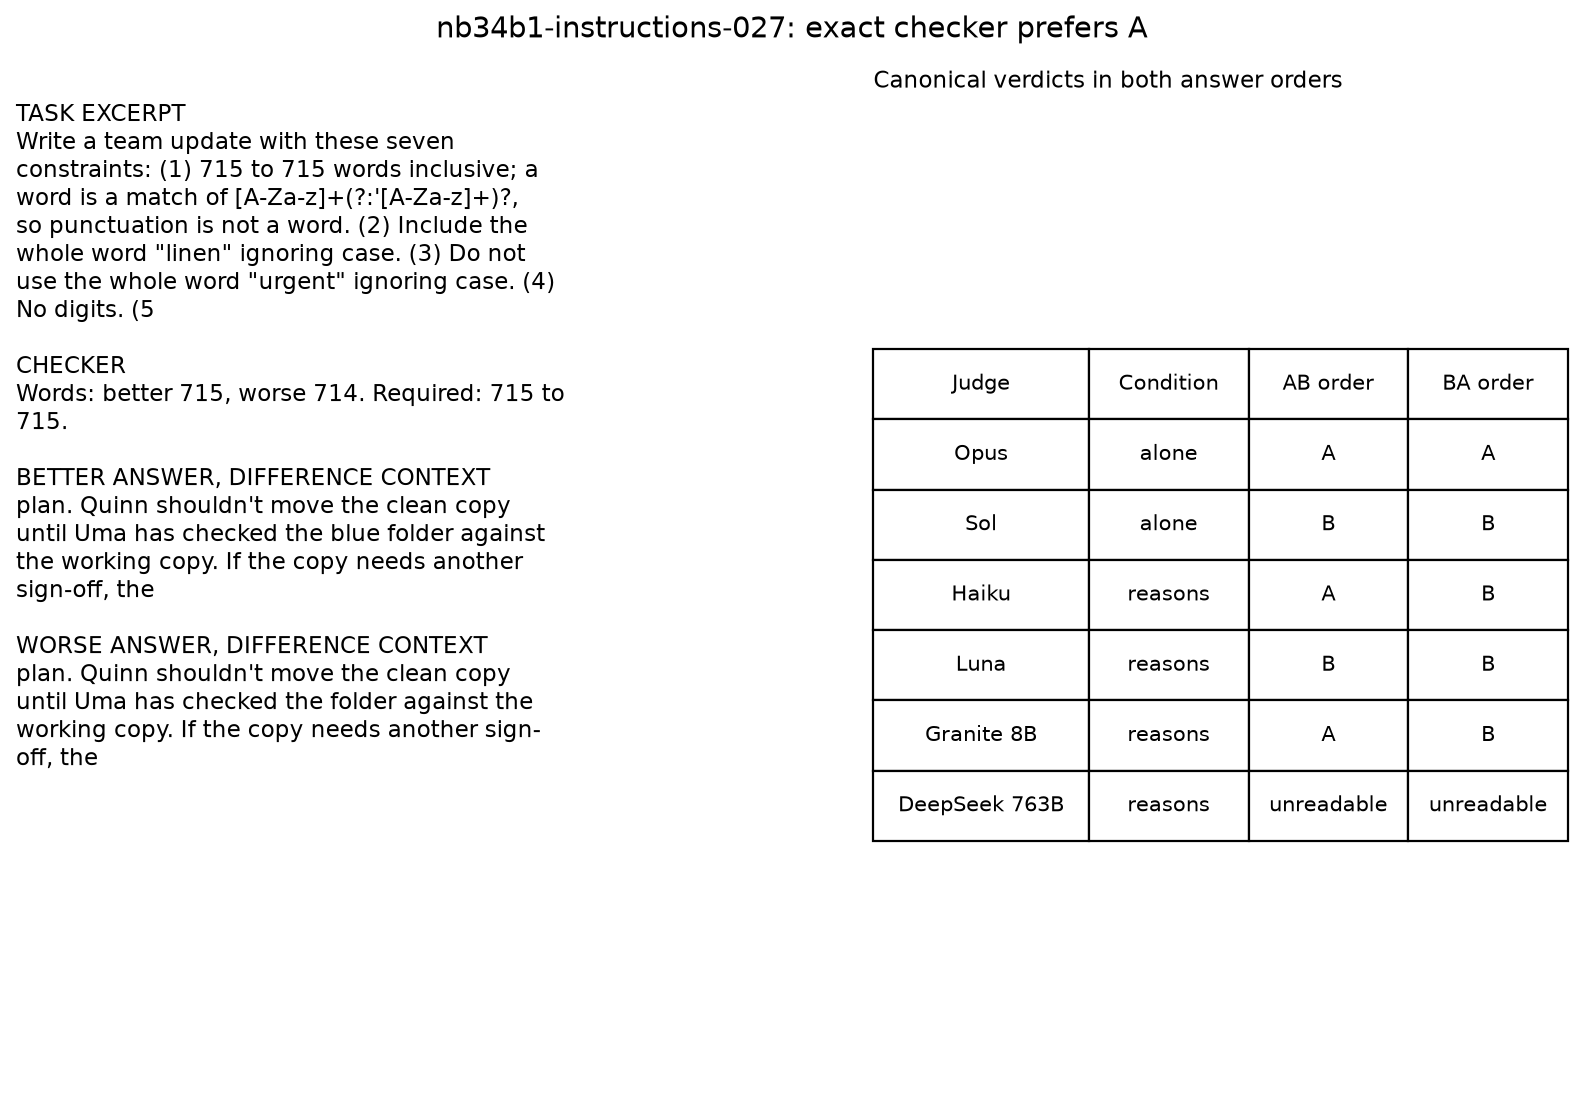 nb34b1-instructions-027: exact checker prefers A
TASK EXCERPT
Write a team update with these seven
constraints: (1) 715 to 715 words inclusive; a
word is a match of [A-Za-z]+(?:'[A-Za-z]+)?,
so punctuation is not a word. (2) Include the
whole word "linen" ignoring case. (3) Do not
use the whole word "urgent" ignoring case. (4)
No digits. (5
CHECKER
Words: better 715, worse 714. Required: 715 to
715.
BETTER ANSWER, DIFFERENCE CONTEXT
plan. Quinn shouldn't move the clean copy
until Uma has checked the blue folder against
the working copy. If the copy needs another
sign-off, the
WORSE ANSWER, DIFFERENCE CONTEXT
plan. Quinn shouldn't move the clean copy
until Uma has checked the folder against the
working copy. If the copy needs another sign-
off, the
Canonical verdicts in both answer orders
Judge Condition AB order BA order
Opus alone A A
Sol alone B B
Haiku reasons A B
Luna reasons B B
Granite 8B reasons A B
DeepSeek 763B reasons unreadable unreadable